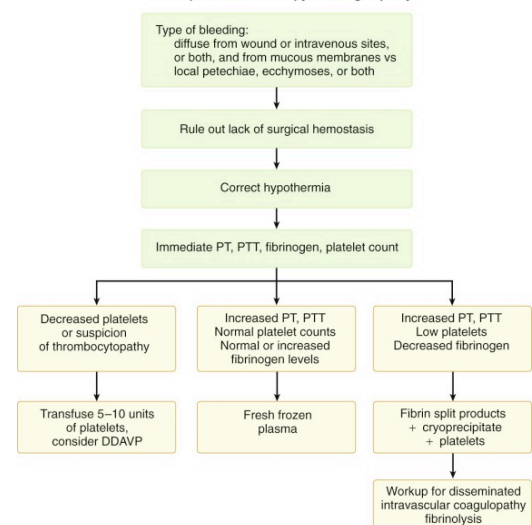 Type of bleeding:
diffuse from wound or intravenous sites,
or both, and from mucous membranes vs
local petechiae, ecchymoses, or both
Rule out lack of surgical hemostasis
Correct hypothermia
Immediate PT, PTT, fibrinogen, platelet count
Decreased platelets
or suspicion
of thrombocytopathy
Increased PT, PTT
Normal platelet counts
Normal or increased
fibrinogen levels
Increased PT, PTT
Low platelets
Decreased fibrinogen
Transfuse 5–10 units
of platelets,
consider DDAVP
Fresh frozen
plasma
Fibrin split products
+ cryoprecipitate
+ platelets
Workup for disseminated
intravascular coagulopathy
fibrinolysis